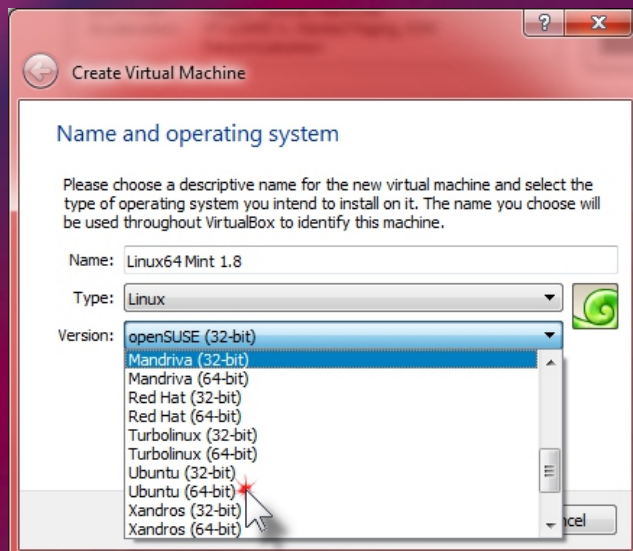 ?
X
Create Virtual Machine
Name and operating system
Please choose a descriptive name for the new virtual machine and select the
type of operating system you intend to install on it. The name you choose will
be used throughout VirtualBox to identify this machine.
Name: Linux64 Mint 1.8
Type: Linux
Version: openSUSE (32-bit)
Mandriva (32-bit)
Mandriva (64-bit)
Red Hat (32-bit)
Red Hat (64-bit)
Turbolinux (32-bit)
Turbolinux (64-bit)
Ubuntu (32-bit)
Ubuntu (64-bit)
Xandros (32-bit)
Xandros (64-bit)
ncel